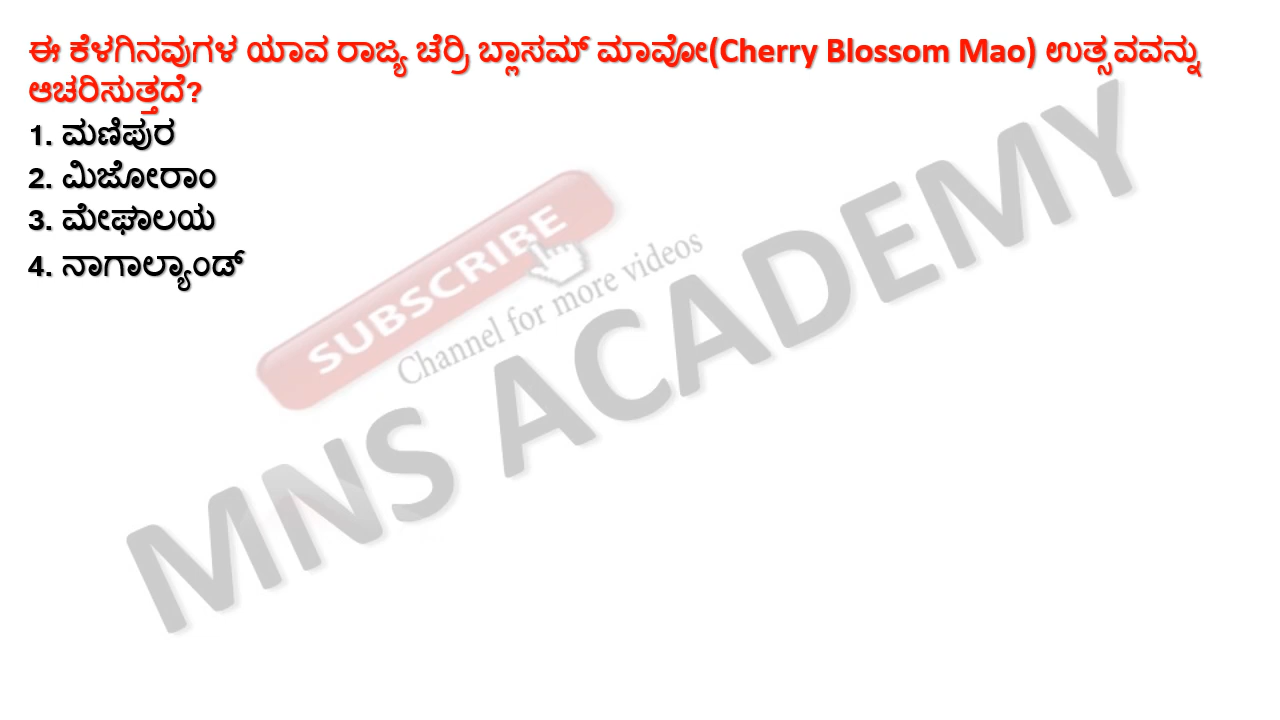 ಈ ಕೆಳಗಿನವುಗಳ ಯಾವ ರಾಜ್ಯ ಚೆರ್ರಿ ಬ್ಲಾಸಮ್ ಮಾವೋ(Cherry Blossom Mao) ಉತ್ಸವವನ್ನು
ಆಚರಿಸುತ್ತದೆ?
1. ಮಣಿಪುರ
2. ಮಿಜೋರಾಂ
3. ಮೇಘಾಲಯ
4. ನಾಗಾಲ್ಯಾಂಡ್
SUBSCRIBE
Channel for more videos
MNS ACADEMY